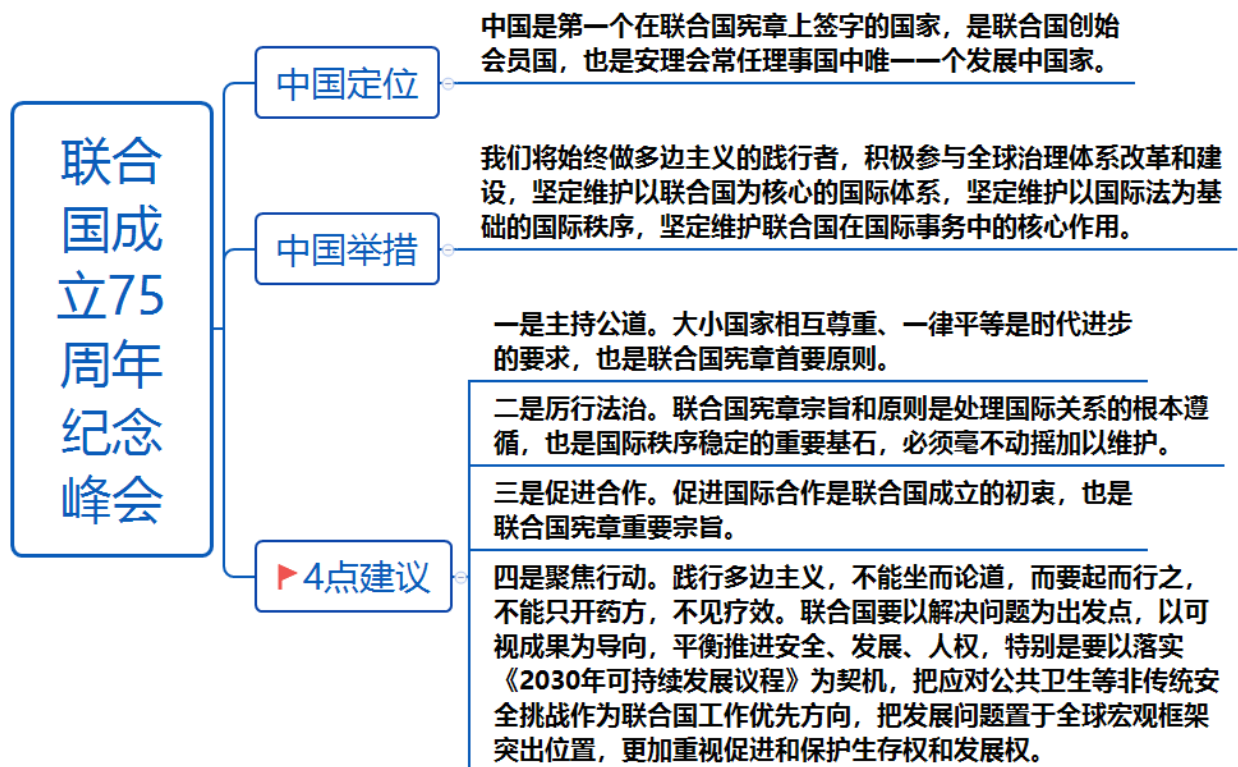 联合
国成
立75
周年
纪念
峰会
中国定位
中国是第一个在联合国宪章上签字的国家，是联合国创始
会员国，也是安理会常任理事国中唯一一个发展中国家。
中国举措
我们将始终做多边主义的践行者，积极参与全球治理体系改革和建
设，坚定维护以联合国为核心的国际体系，坚定维护以国际法为基
础的国际秩序，坚定维护联合国在国际事务中的核心作用。
4点建议
一是主持公道。大小国家相互尊重、一律平等是时代进步
的要求，也是联合国宪章首要原则。
二是厉行法治。联合国宪章宗旨和原则是处理国际关系的根本遵
循，也是国际秩序稳定的重要基石，必须毫不动摇加以维护。
三是促进合作。促进国际合作是联合国成立的初衷，也是
联合国宪章重要宗旨。
四是聚焦行动。践行多边主义，不能坐而论道，而要起而行之，
不能只开药方，不见疗效。联合国要以解决问题为出发点，以可
视成果为导向，平衡推进安全、发展、人权，特别是要以落实
《2030年可持续发展议程》为契机，把应对公共卫生等非传统安
全挑战作为联合国工作优先方向，把发展问题置于全球宏观框架
突出位置，更加重视促进和保护生存权和发展权。